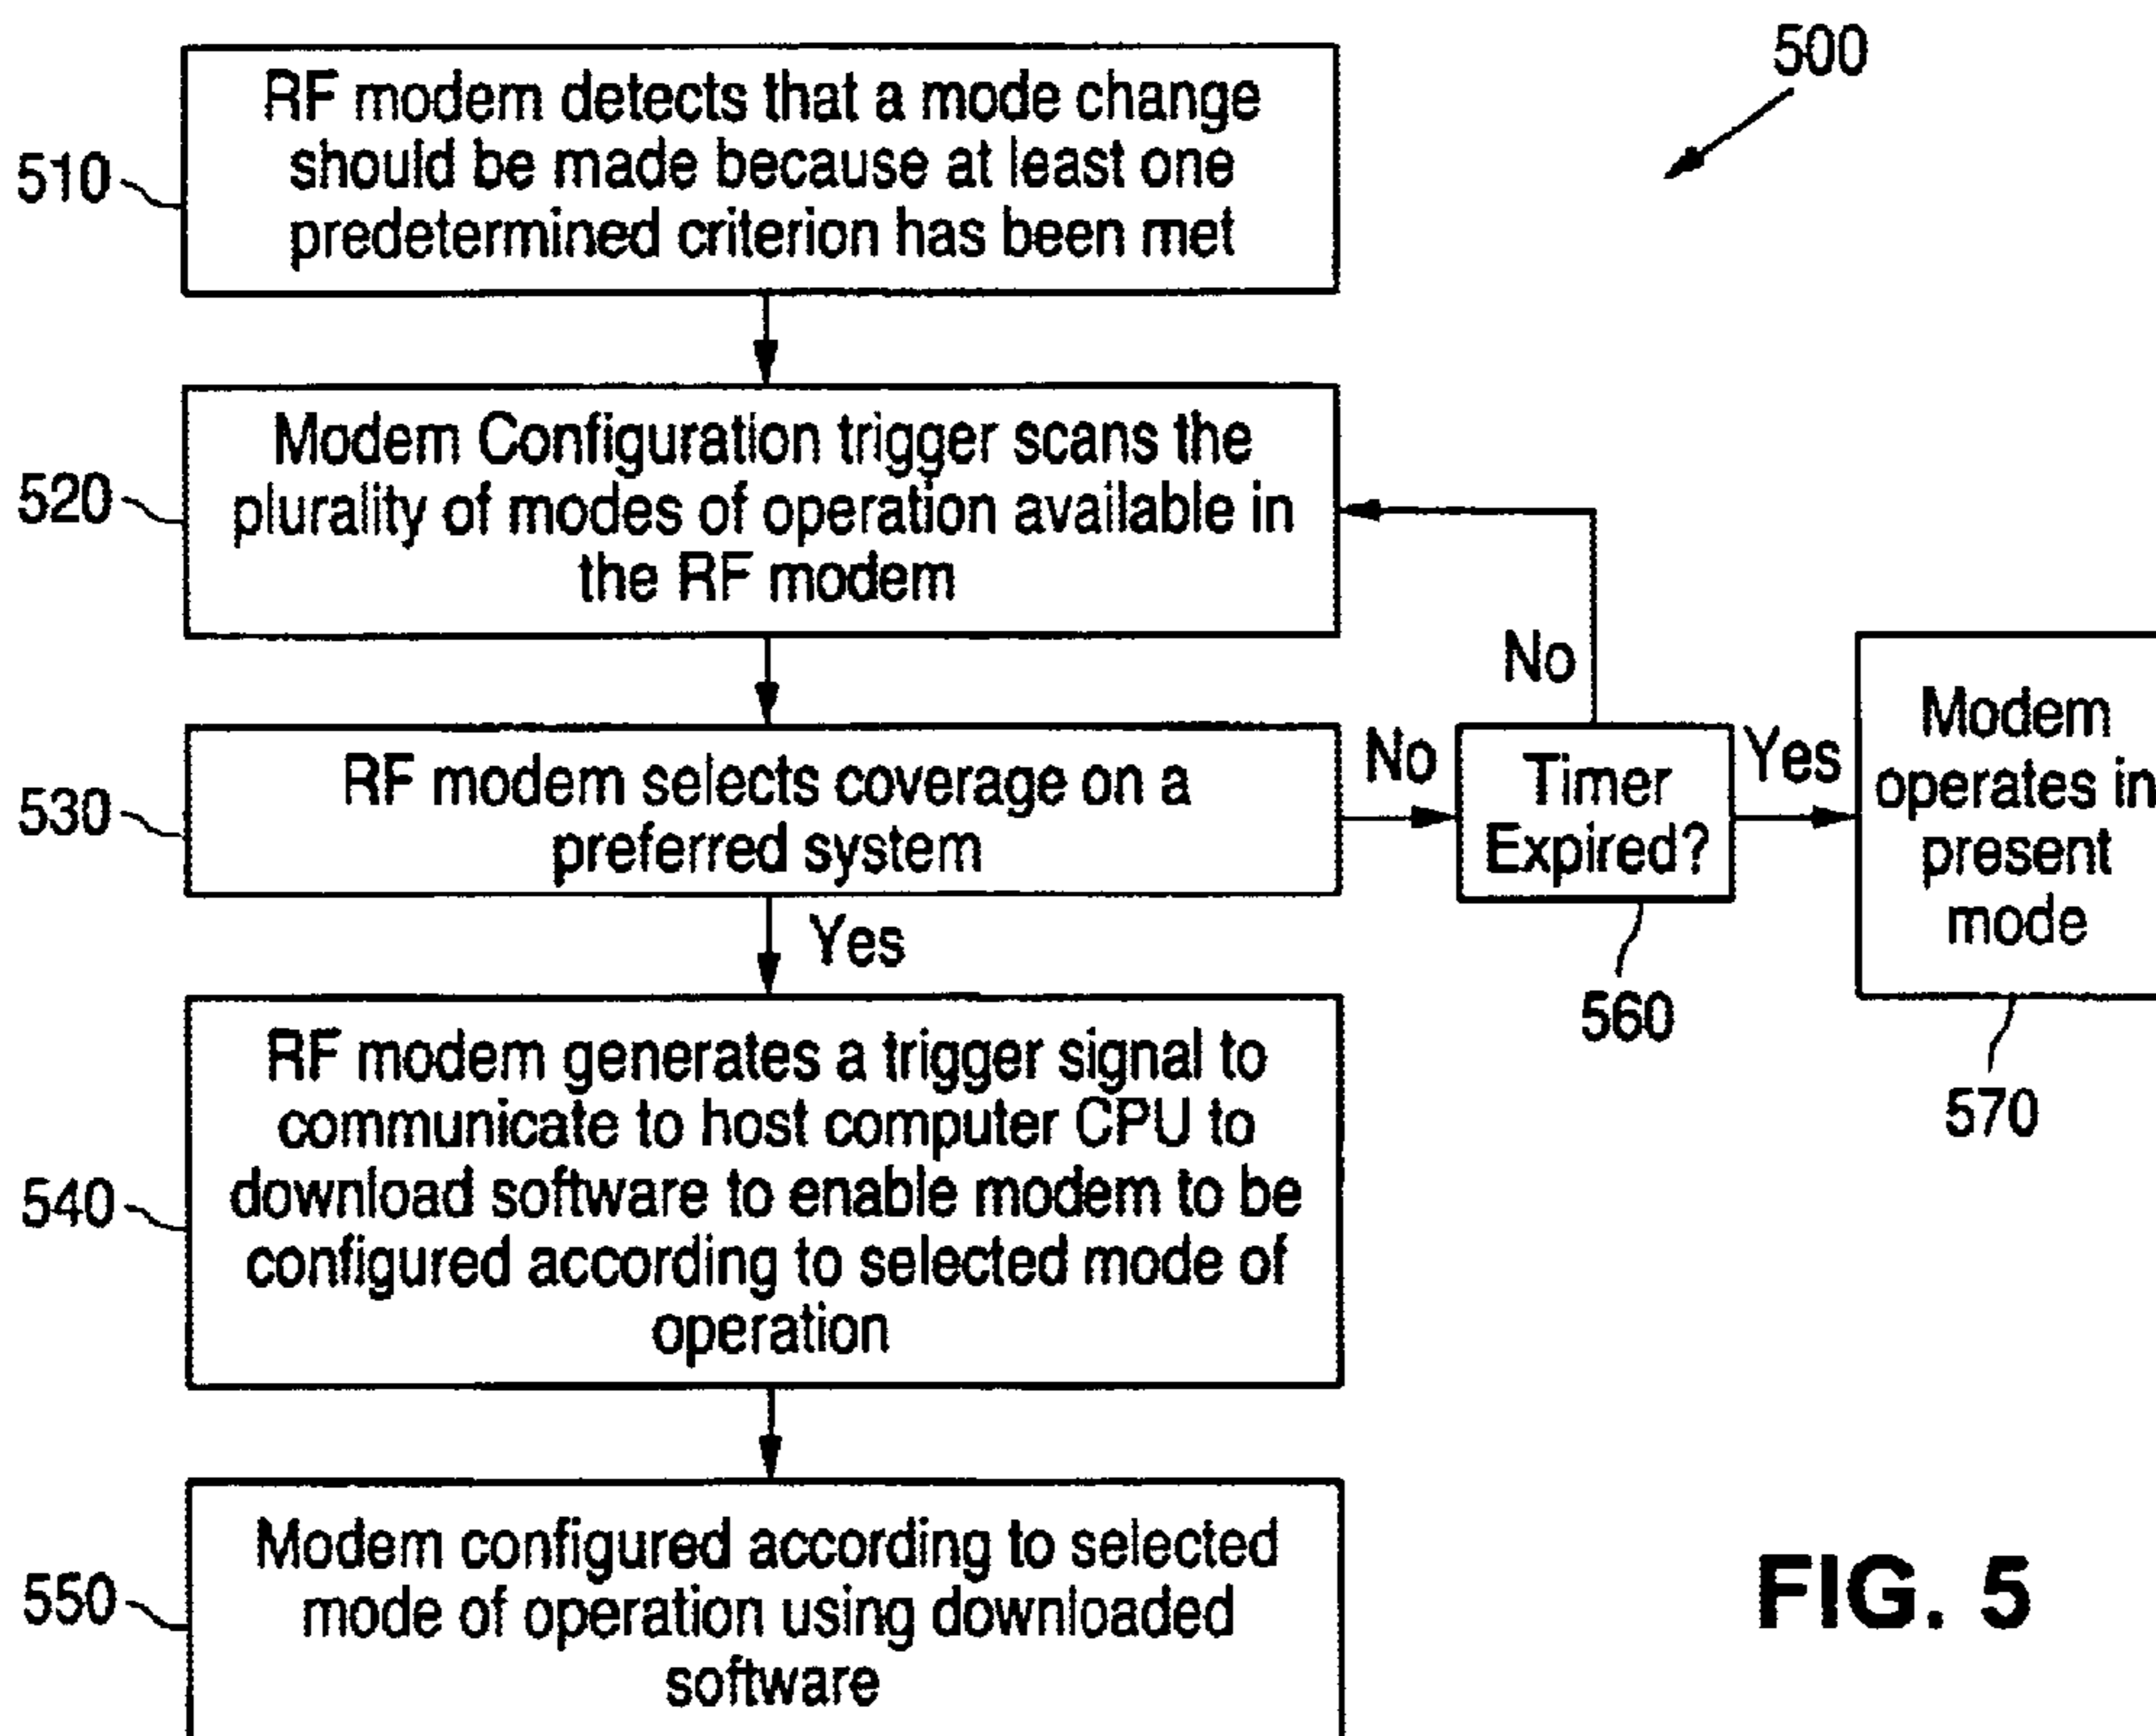 500
RF modem detects that a mode change
should be made because at least one
predetermined criterion has been met
510
Modem Configuration trigger scans the
plurality of modes of operation available in
the RF modem
520
No
RF modem selects coverage on a
preferred system
530
No
Timer
Expired?
560
Yes
Modem
operates in
present
mode
570
Yes
RF modem generates a trigger signal to
communicate to host computer CPU to
download software to enable modem to be
configured according to selected mode of
operation
540
Modem configured according to selected
mode of operation using downloaded
software
550
FIG. 5